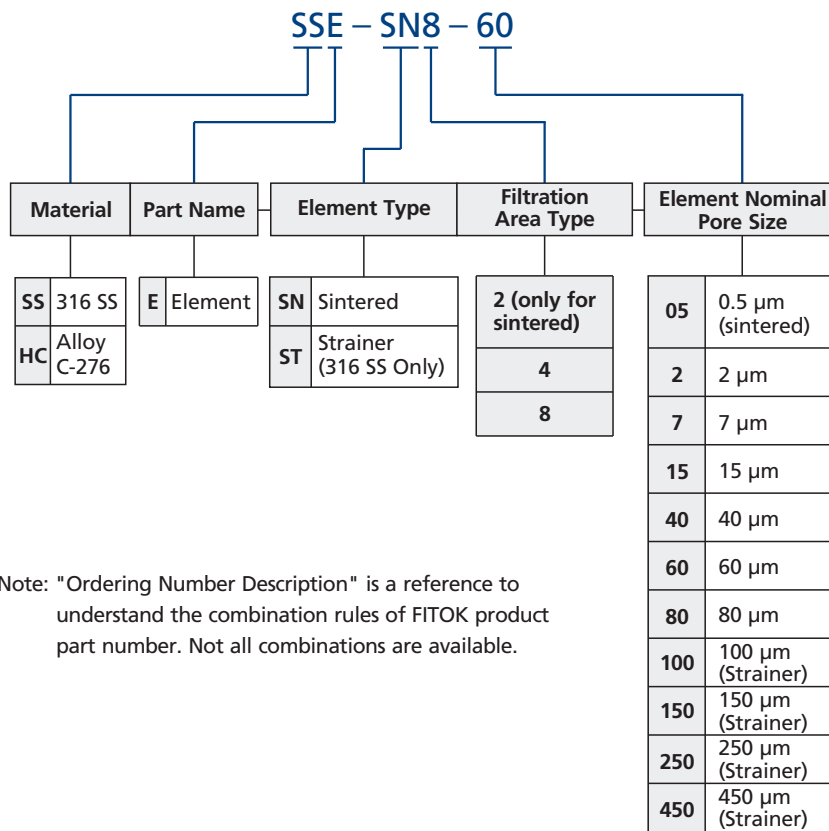 SSE – SN8 – 60
Material
Part Name
Element Type
Filtration
Area Type
Element Nominal
Pore Size
SS 316 SS
HC Alloy
C-276
E Element
SN Sintered
ST Strainer
(316 SS Only)
2 (only for
sintered)
4
8
05 0.5 µm
(sintered)
2 2 µm
7 7 µm
15 15 µm
40 40 µm
60 60 µm
80 80 µm
100 100 µm
(Strainer)
150 150 µm
(Strainer)
250 250 µm
(Strainer)
450 450 µm
(Strainer)
Note: "Ordering Number Description" is a reference to
understand the combination rules of FITOK product
part number. Not all combinations are available.